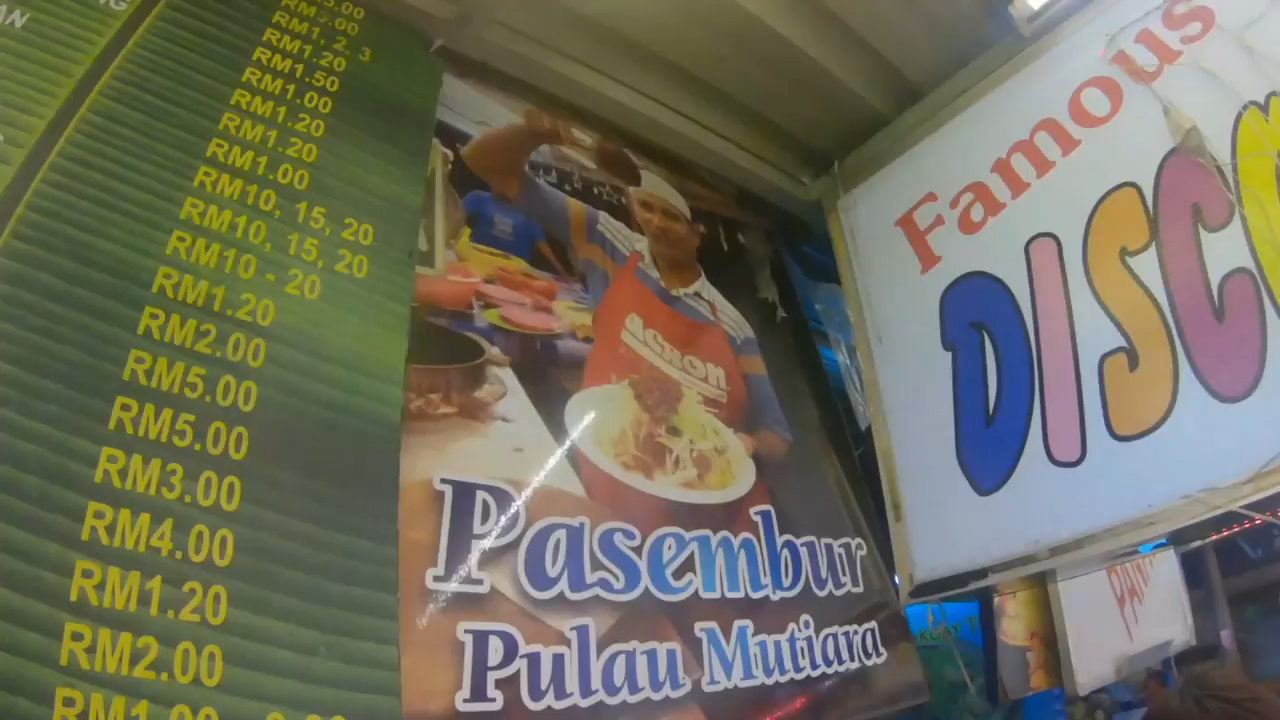 RM1, 2, 3
RM1.20
RM1.50
RM1.00
RM1.20
RM1.20
RM1.00
RM10, 15, 20
RM10, 15, 20
RM10 - 20
RM1.20
RM2.00
RM5.00
RM5.00
RM3.00
RM4.00
RM1.20
RM2.00
Pasembur
Pulau Mutiara
Famous
DISC